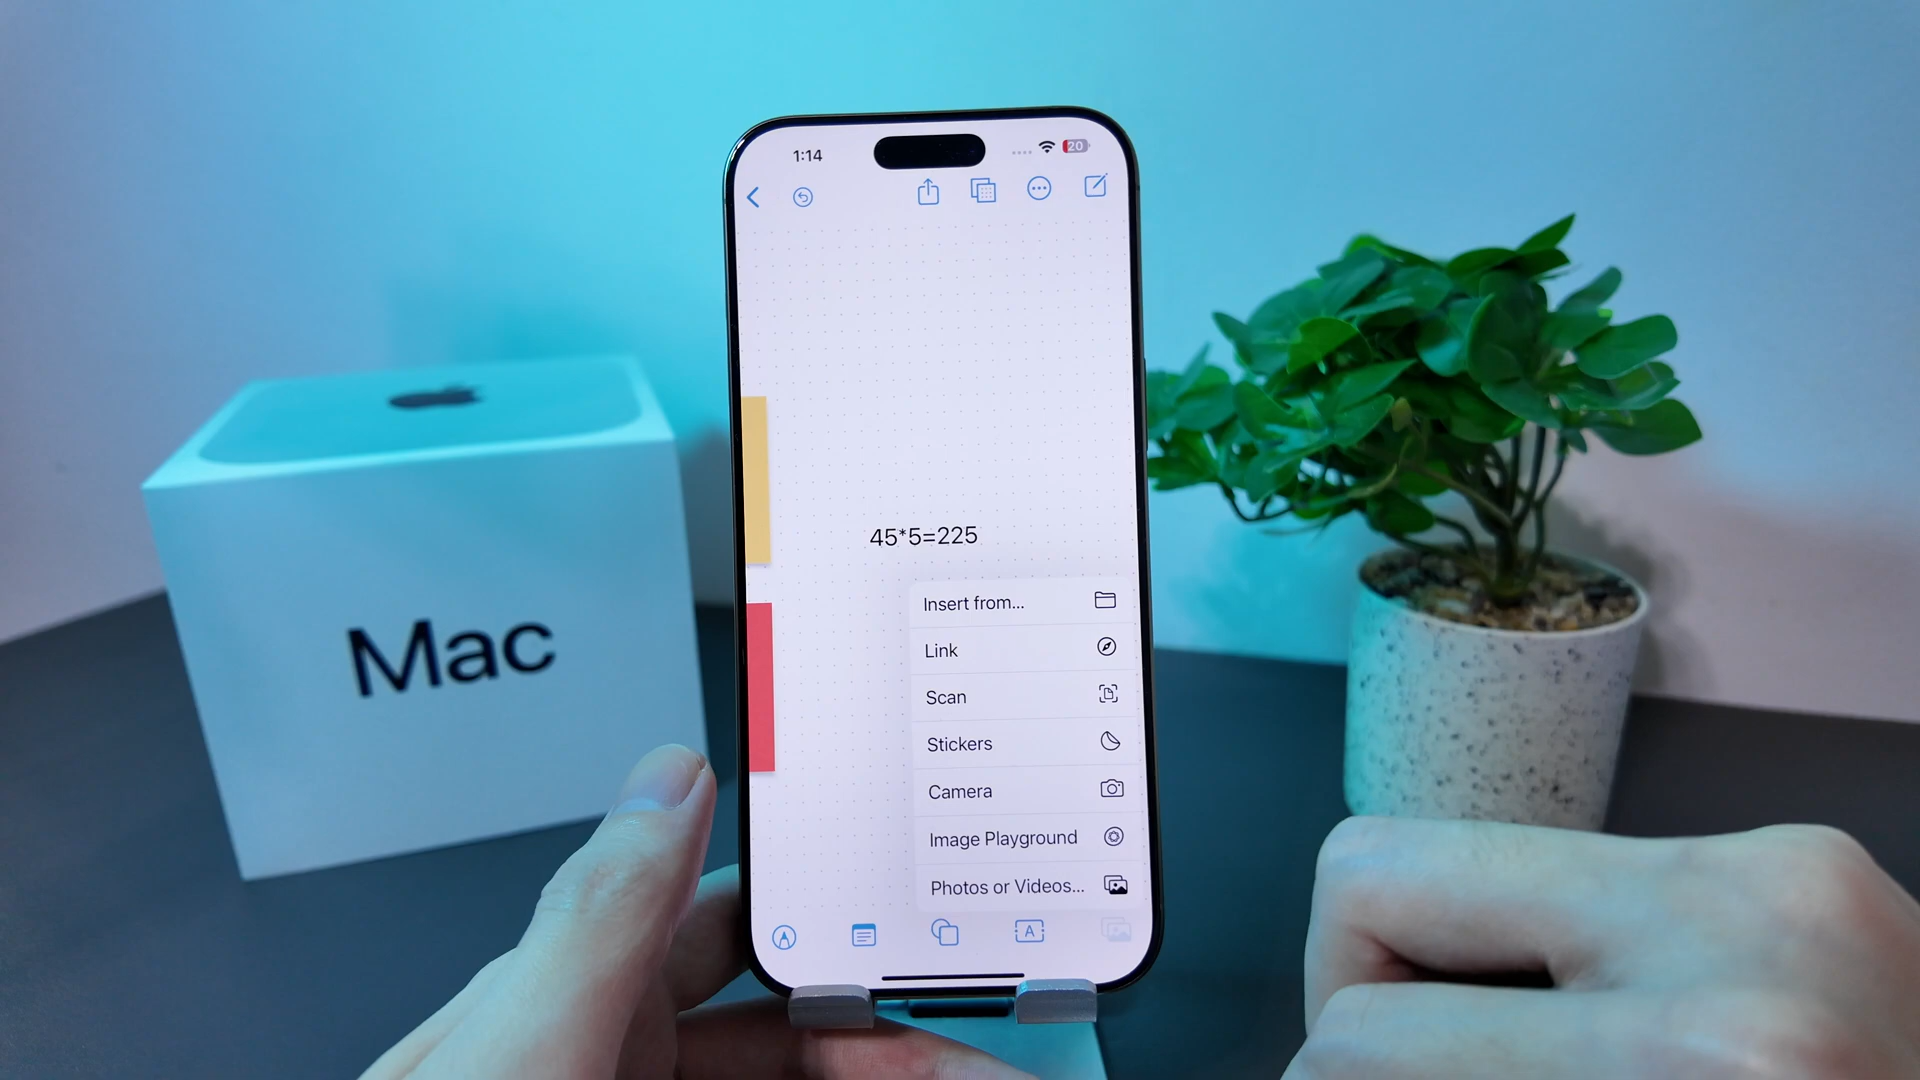 1:14
20
45*5=225
Insert from...
Link
Scan
Stickers
Camera
Image Playground
Photos or Videos...
A
Mac